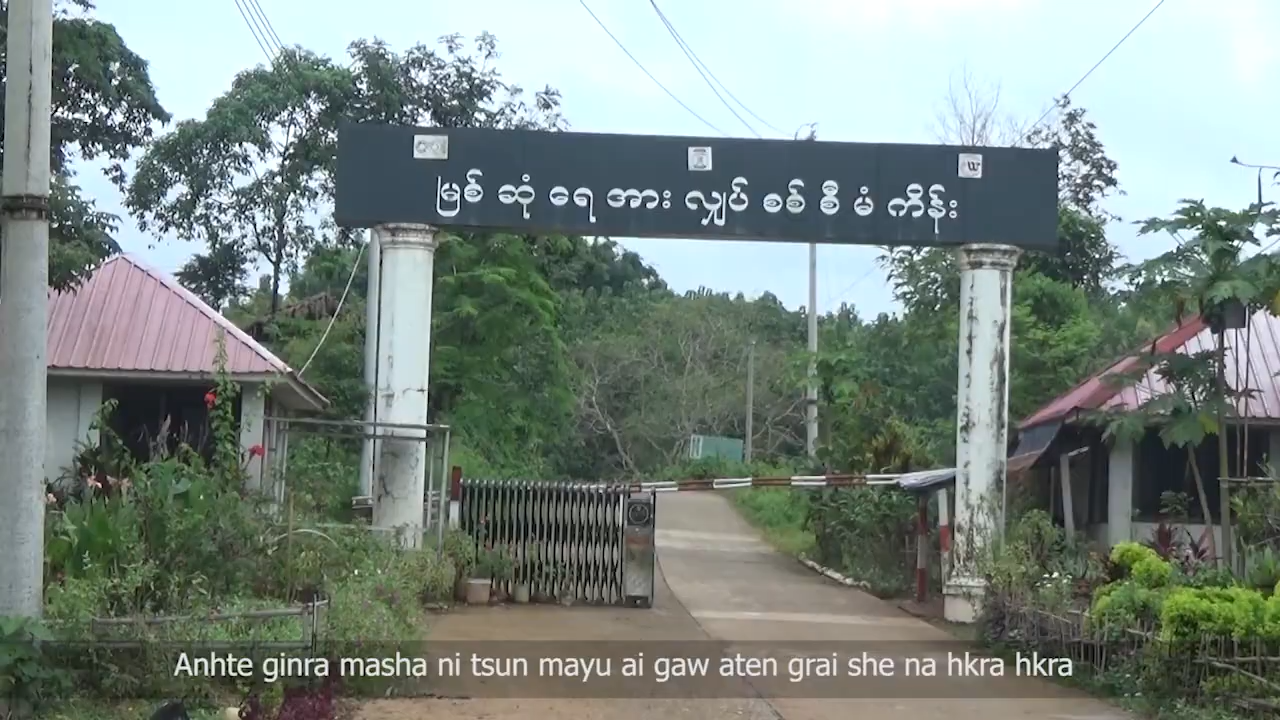 မြစ် ဆုံ ရေ အား လျှပ် စစ် စီ မံ ကိန်း
Anhte ginra masha ni tsun mayu ai gaw aten grai she na hkra hkra